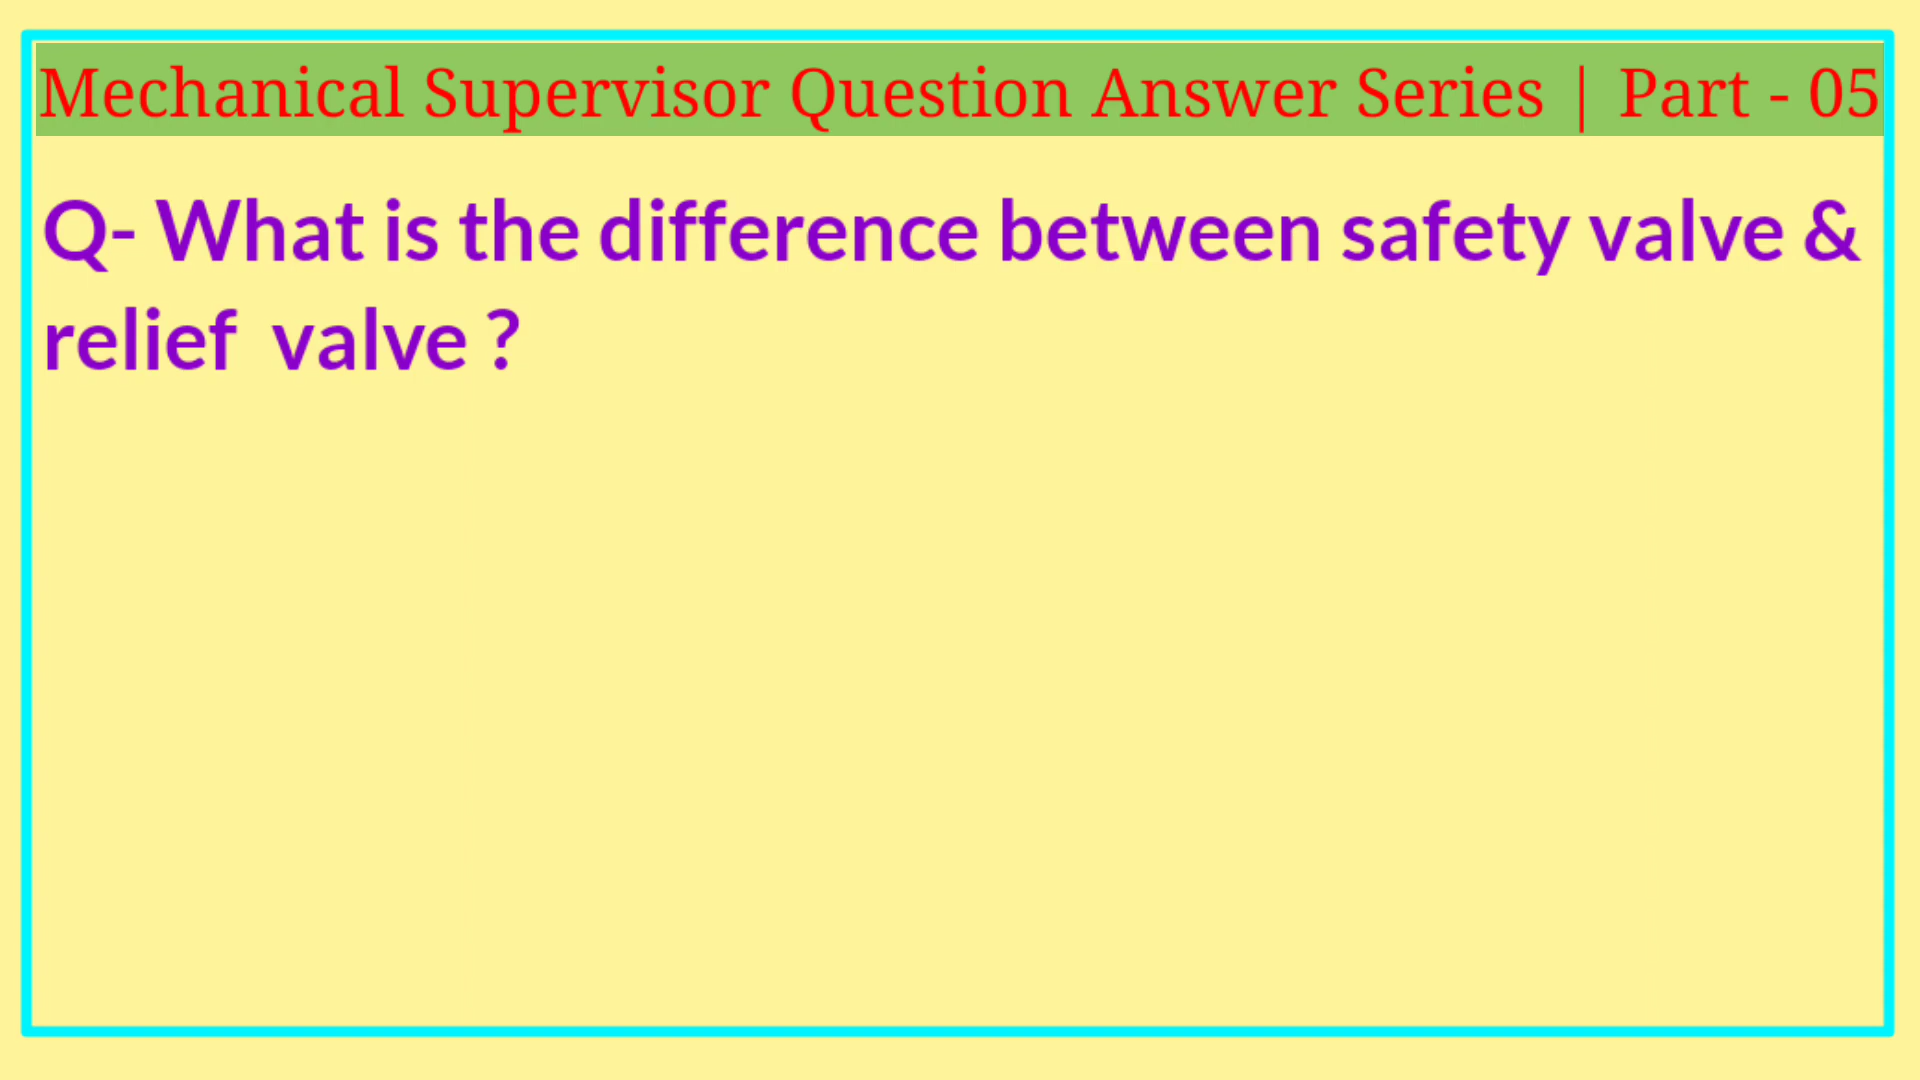 Mechanical Supervisor Question Answer Series | Part - 05
Q- What is the difference between safety valve &
relief valve ?